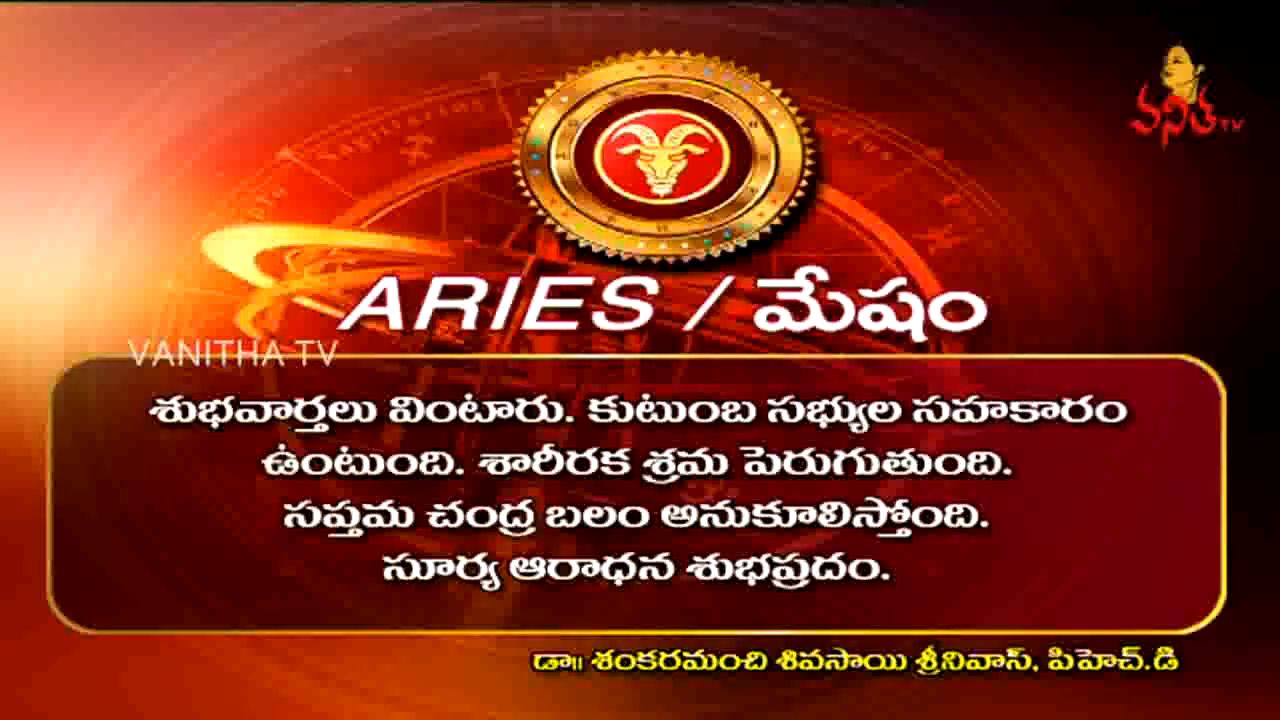 వనిత TV
ARIES / మేషం
VANITHA TV
శుభవార్తలు వింటారు. కుటుంబ సభ్యుల సహకారం
ఉంటుంది. శారీరక శ్రమ పెరుగుతుంది.
సప్తమ చంద్ర బలం అనుకూలిస్తోంది.
సూర్య ఆరాధన శుభప్రదం.
డా॥ శంకరమంచి శివసాయి శ్రీనివాస్, పిహెచ్.డి